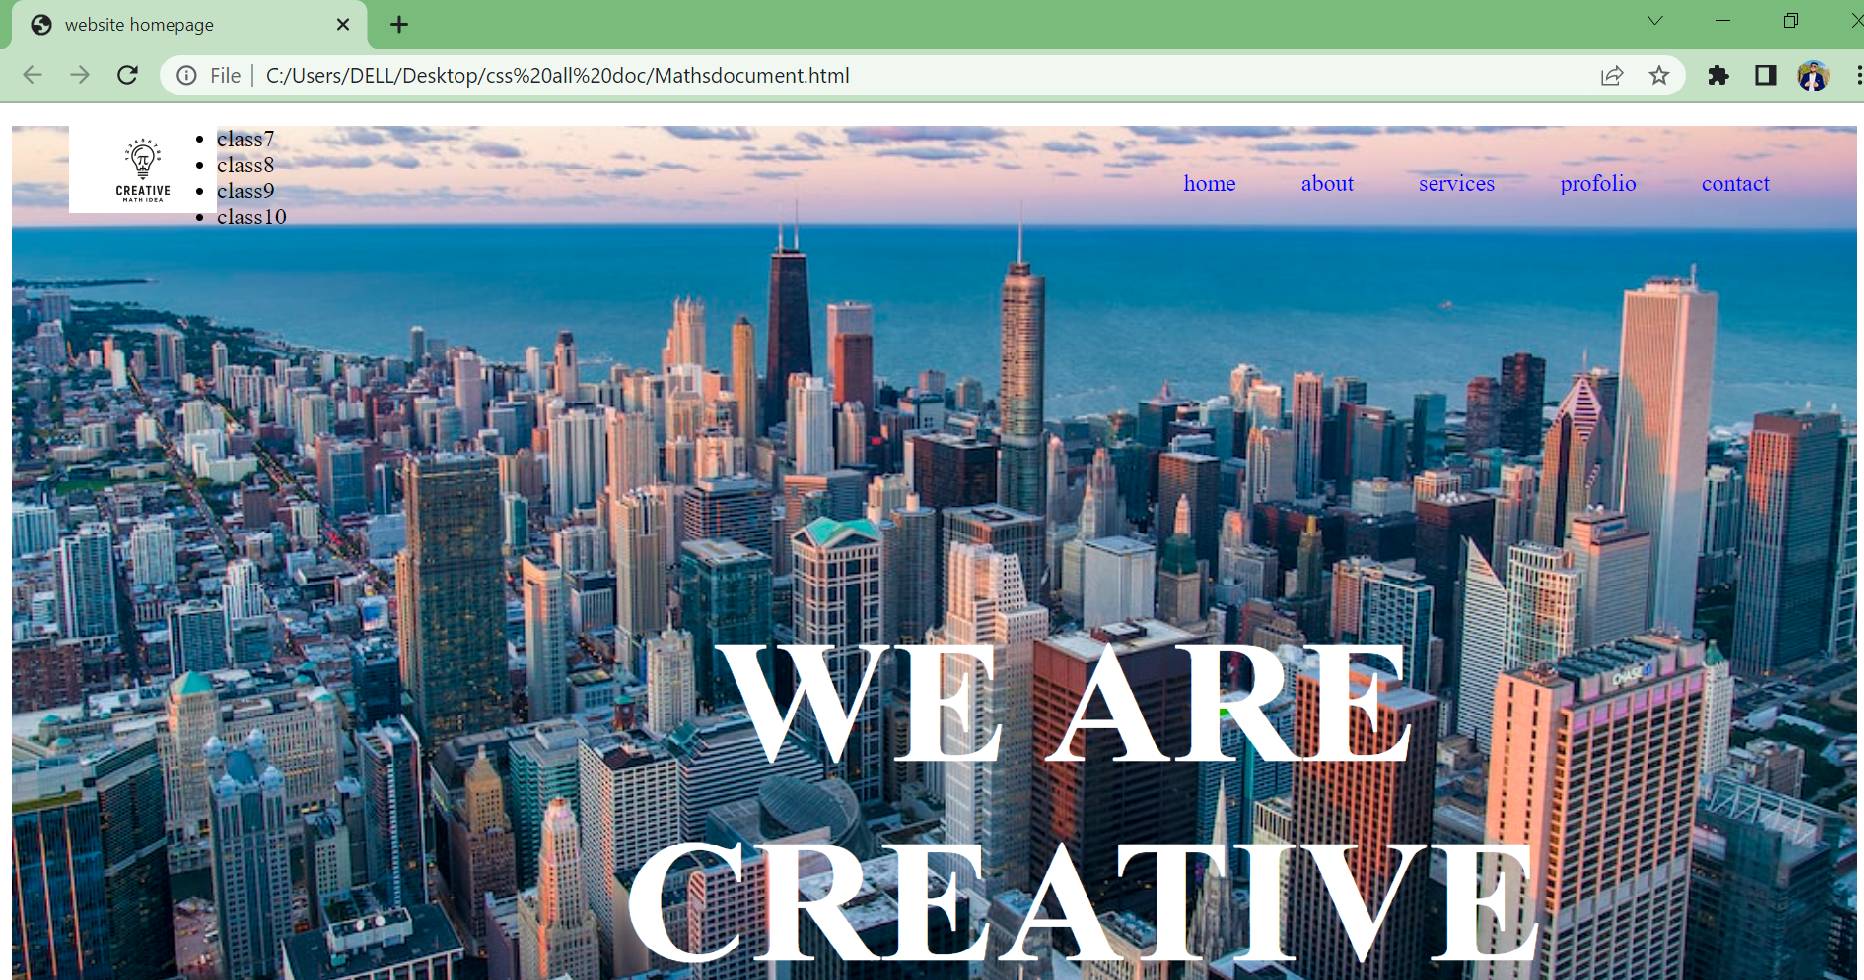 website homepage
File | C:/Users/DELL/Desktop/css%20all%20doc/Mathsdocument.html
CREATIVE
MATH IDEA
π
• class7
• class8
• class9
• class10
home about services profolio contact
CHASE
WE ARE
CREATIVE